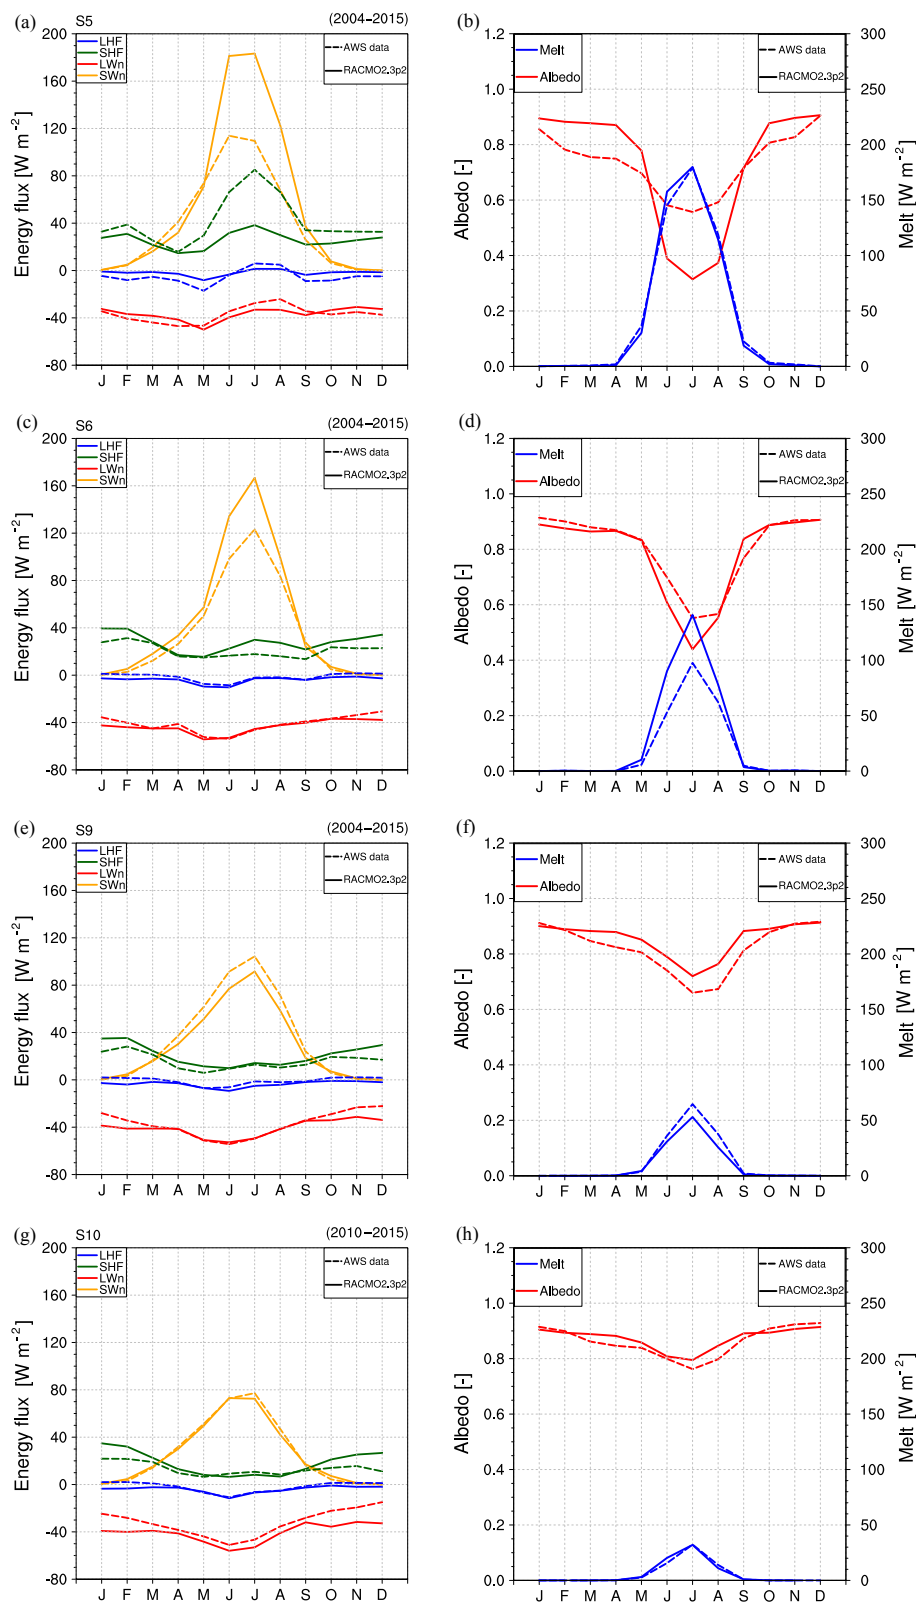 (a) S5 (2004–2015)
LHF
SHF
LWn
SWn
AWS data
RACMO2.3p2
200
160
120
80
40
0
-40
-80
Energy flux [W m⁻²]
J F M A M J J A S O N D
(b)
Melt
Albedo
AWS data
RACMO2.3p2
1.2
1.0
0.8
0.6
0.4
0.2
0.0
Albedo [-]
300
250
200
150
100
50
0
Melt [W m⁻²]
J F M A M J J A S O N D
(c) S6 (2004–2015)
LHF
SHF
LWn
SWn
AWS data
RACMO2.3p2
200
160
120
80
40
0
-40
-80
Energy flux [W m⁻²]
J F M A M J J A S O N D
(d)
Melt
Albedo
AWS data
RACMO2.3p2
1.2
1.0
0.8
0.6
0.4
0.2
0.0
Albedo [-]
300
250
200
150
100
50
0
Melt [W m⁻²]
J F M A M J J A S O N D
(e) S9 (2004–2015)
LHF
SHF
LWn
SWn
AWS data
RACMO2.3p2
200
160
120
80
40
0
-40
-80
Energy flux [W m⁻²]
J F M A M J J A S O N D
(f)
Melt
Albedo
AWS data
RACMO2.3p2
1.2
1.0
0.8
0.6
0.4
0.2
0.0
Albedo [-]
300
250
200
150
100
50
0
Melt [W m⁻²]
J F M A M J J A S O N D
(g) S10 (2010–2015)
LHF
SHF
LWn
SWn
AWS data
RACMO2.3p2
200
160
120
80
40
0
-40
-80
Energy flux [W m⁻²]
J F M A M J J A S O N D
(h)
Melt
Albedo
AWS data
RACMO2.3p2
1.2
1.0
0.8
0.6
0.4
0.2
0.0
Albedo [-]
300
250
200
150
100
50
0
Melt [W m⁻²]
J F M A M J J A S O N D